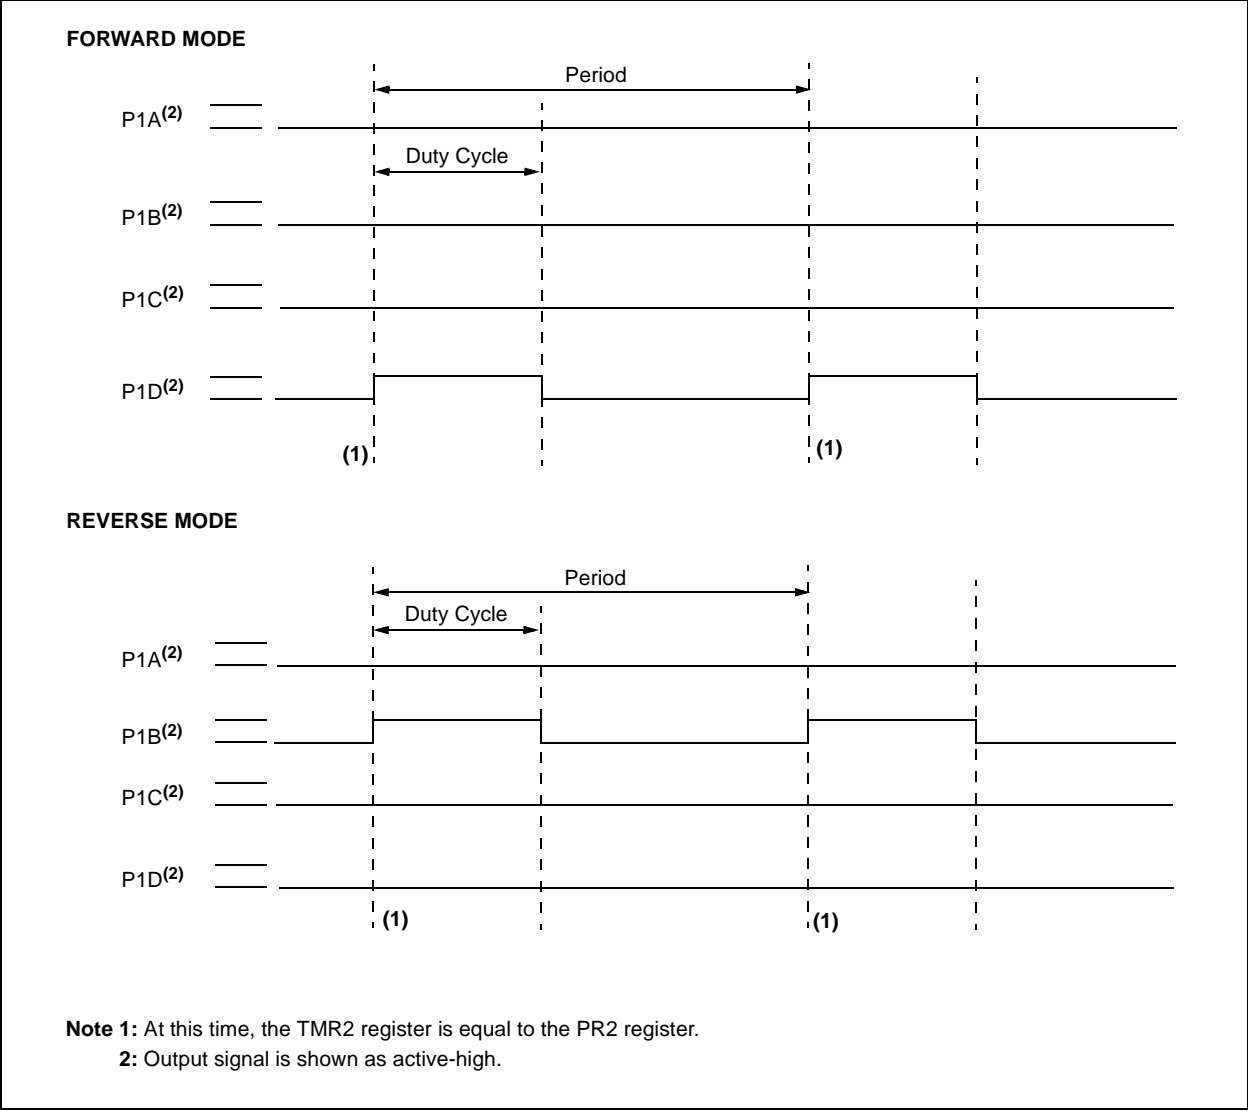 FORWARD MODE
Period
P1A(2)
Duty Cycle
P1B(2)
P1C(2)
P1D(2)
(1) (1)
REVERSE MODE
Period
Duty Cycle
P1A(2)
P1B(2)
P1C(2)
P1D(2)
(1) (1)
Note 1: At this time, the TMR2 register is equal to the PR2 register.
2: Output signal is shown as active-high.